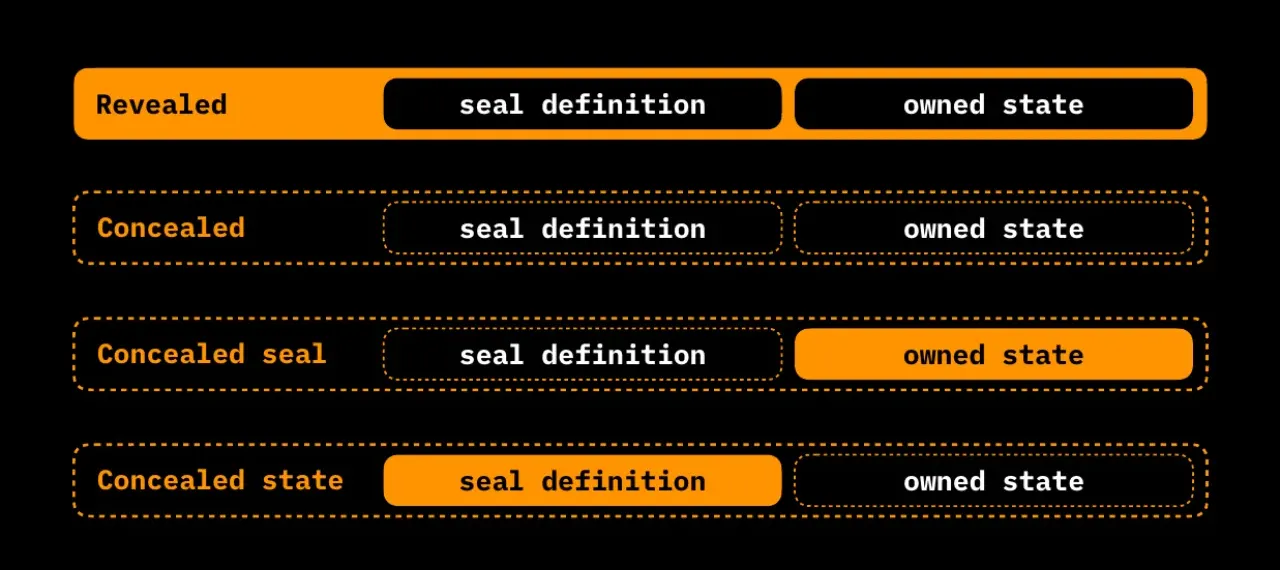 Revealed seal definition owned state
Concealed seal definition owned state
Concealed seal seal definition owned state
Concealed state seal definition owned state